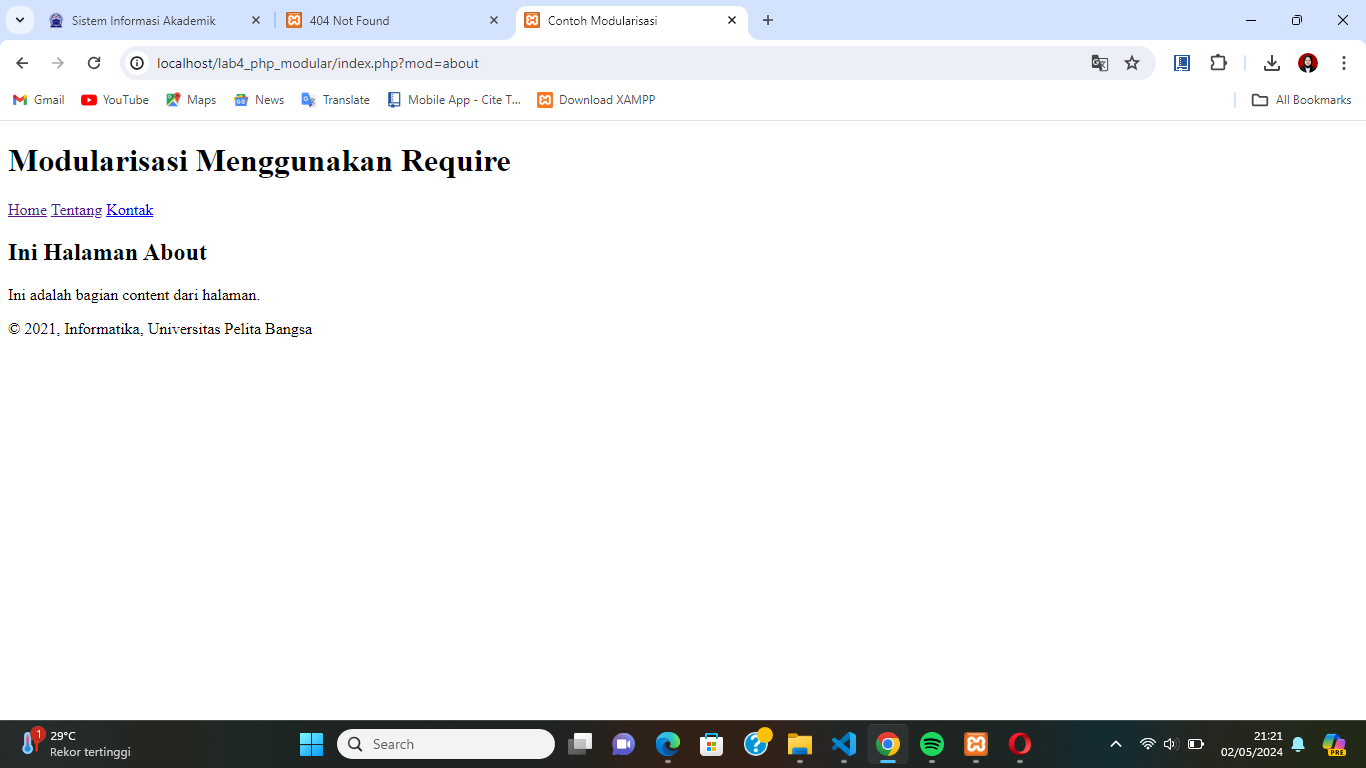 Sistem Informasi Akademik
404 Not Found
Contoh Modularisasi
localhost/lab4_php_modular/index.php?mod=about
Gmail
YouTube
Maps
News
Translate
Mobile App - Cite T...
Download XAMPP
All Bookmarks
Modularisasi Menggunakan Require
Home Tentang Kontak
Ini Halaman About
Ini adalah bagian content dari halaman.
© 2021, Informatika, Universitas Pelita Bangsa
1
29°C
Rekor tertinggi
Search
21:21
02/05/2024
PRE